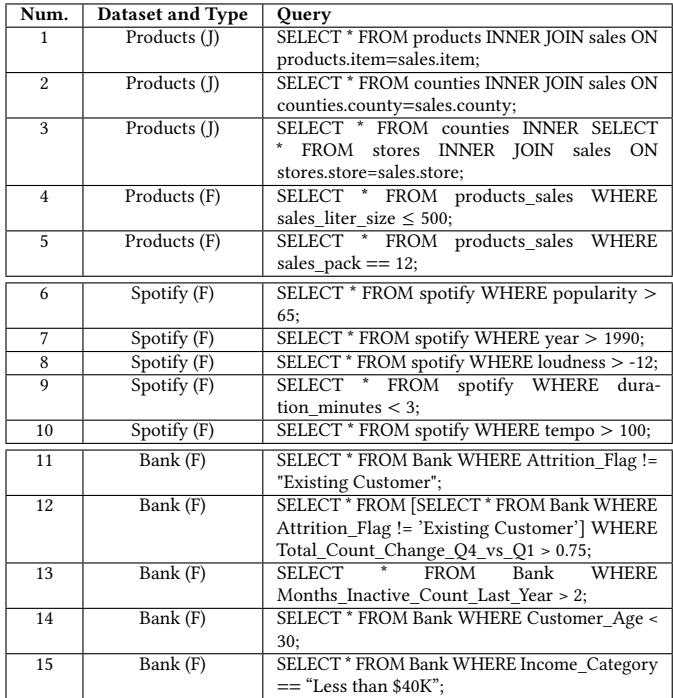 Num. Dataset and Type Query
1 Products (J) SELECT * FROM products INNER JOIN sales ON
products.item=sales.item;
2 Products (J) SELECT * FROM counties INNER JOIN sales ON
counties.county=sales.county;
3 Products (J) SELECT * FROM counties INNER SELECT
* FROM stores INNER JOIN sales ON
stores.store=sales.store;
4 Products (F) SELECT * FROM products_sales WHERE
sales_liter_size ≤ 500;
5 Products (F) SELECT * FROM products_sales WHERE
sales_pack == 12;
6 Spotify (F) SELECT * FROM spotify WHERE popularity >
65;
7 Spotify (F) SELECT * FROM spotify WHERE year > 1990;
8 Spotify (F) SELECT * FROM spotify WHERE loudness > -12;
9 Spotify (F) SELECT * FROM spotify WHERE dura-
tion_minutes < 3;
10 Spotify (F) SELECT * FROM spotify WHERE tempo > 100;
11 Bank (F) SELECT * FROM Bank WHERE Attrition_Flag !=
"Existing Customer";
12 Bank (F) SELECT * FROM [SELECT * FROM Bank WHERE
Attrition_Flag != 'Existing Customer'] WHERE
Total_Count_Change_Q4_vs_Q1 > 0.75;
13 Bank (F) SELECT * FROM Bank WHERE
Months_Inactive_Count_Last_Year > 2;
14 Bank (F) SELECT * FROM Bank WHERE Customer_Age <
30;
15 Bank (F) SELECT * FROM Bank WHERE Income_Category
== “Less than $40K”;